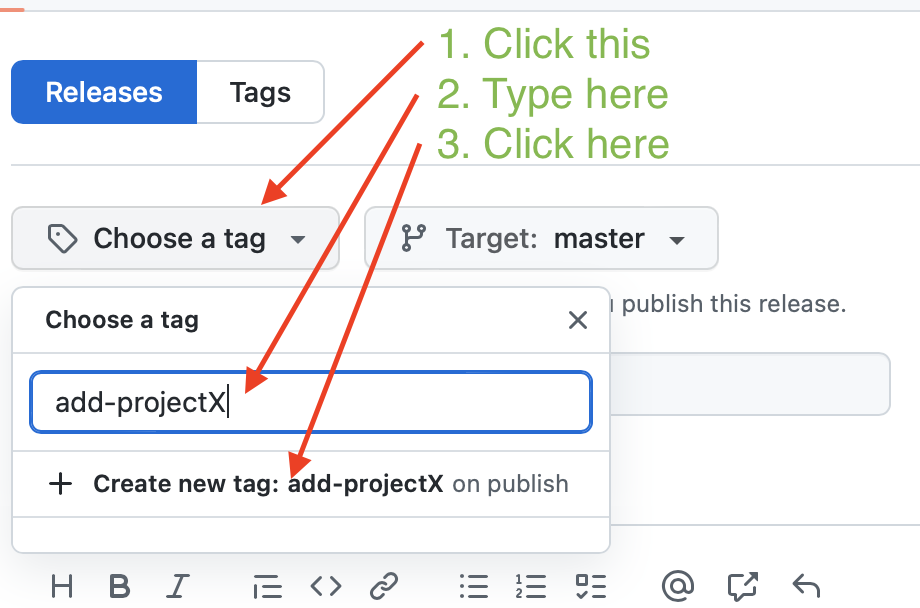 1. Click this
2. Type here
3. Click here
Releases Tags
Choose a tag Target: master
publish this release.
Choose a tag
add-projectX
Create new tag: add-projectX on publish
H B I @